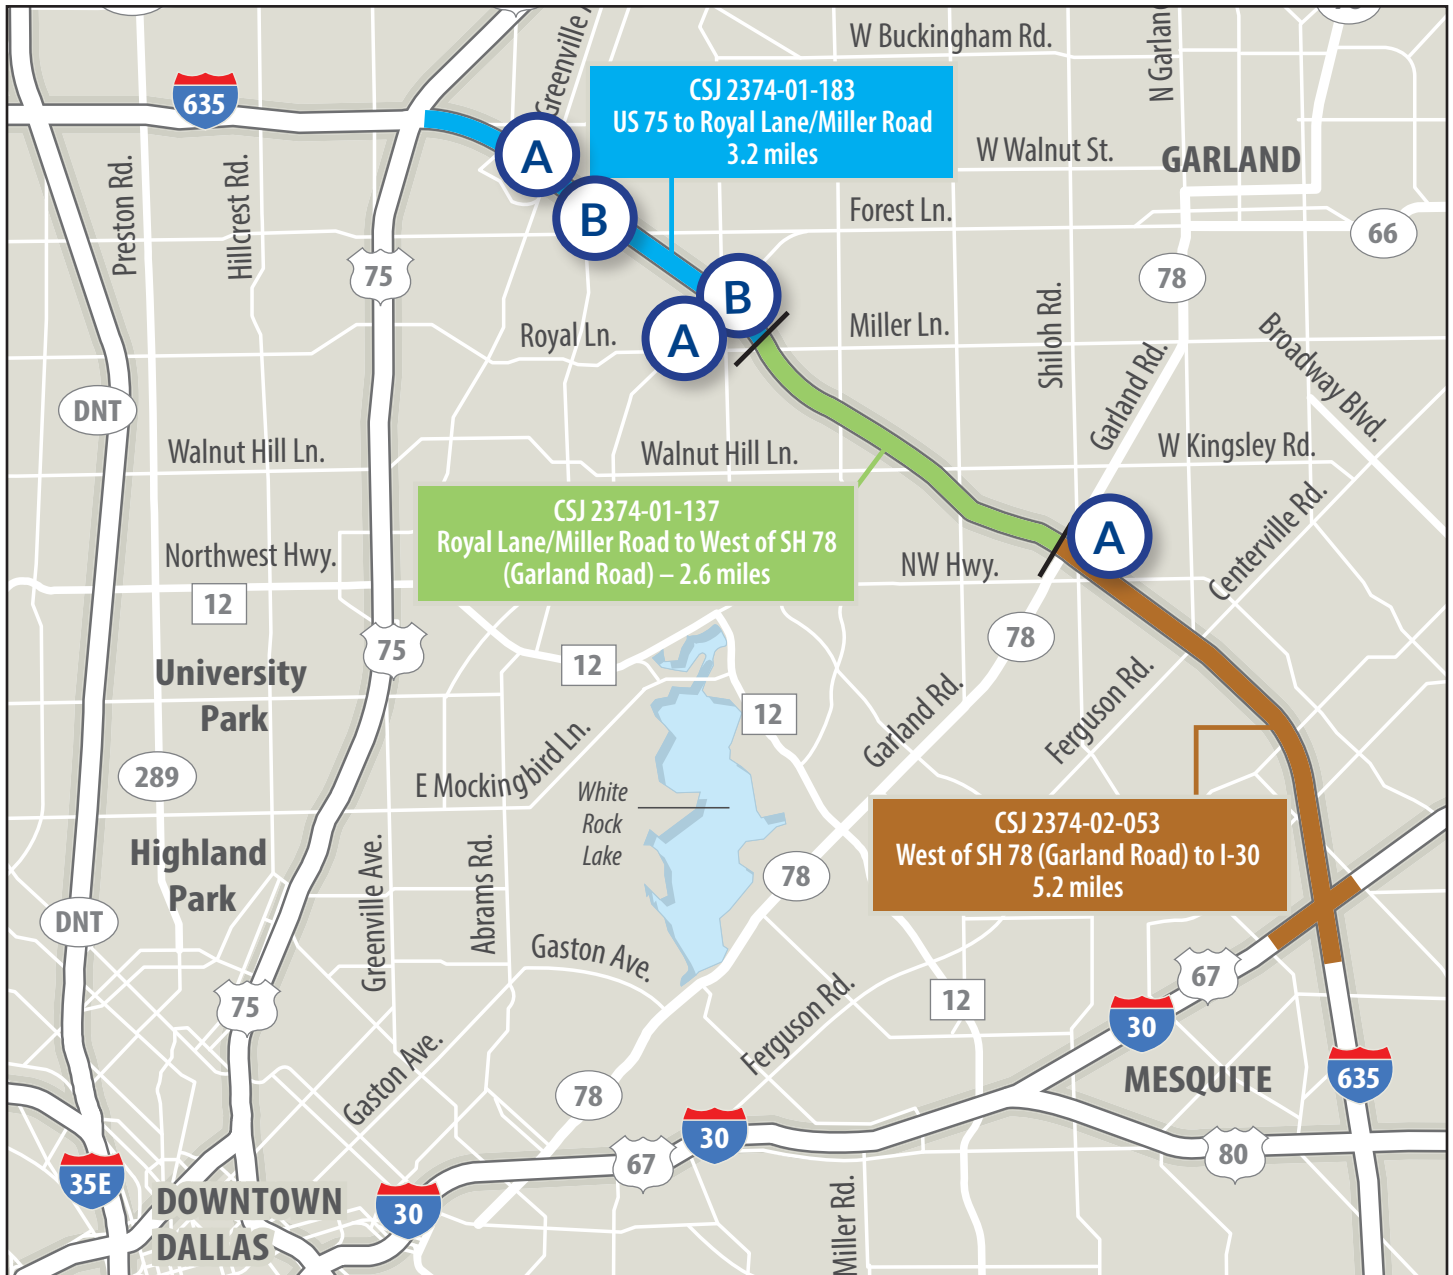 W Buckingham Rd.
N Garland
Greenville
635
CSJ 2374-01-183
US 75 to Royal Lane/Miller Road
3.2 miles
W Walnut St.
GARLAND
A
Preston Rd.
Hillcrest Rd.
B
Forest Ln.
66
75
78
B
A
Royal Ln.
Miller Ln.
Shiloh Rd.
Garland Rd.
Broadway Blvd.
DNT
Walnut Hill Ln.
Walnut Hill Ln.
W Kingsley Rd.
CSJ 2374-01-137
Royal Lane/Miller Road to West of SH 78
(Garland Road) – 2.6 miles
A
Centerville Rd.
Northwest Hwy.
NW Hwy.
12
78
75
12
University
Park
12
Garland Rd.
Ferguson Rd.
289
E Mockingbird Ln.
White
Rock
Lake
CSJ 2374-02-053
West of SH 78 (Garland Road) to I-30
5.2 miles
Highland
Park
78
Greenville Ave.
Abrams Rd.
DNT
Gaston Ave.
67
75
12
30
Ferguson Rd.
Gaston Ave.
MESQUITE
635
78
30
67
80
35E
DOWNTOWN
DALLAS
30
Miller Rd.